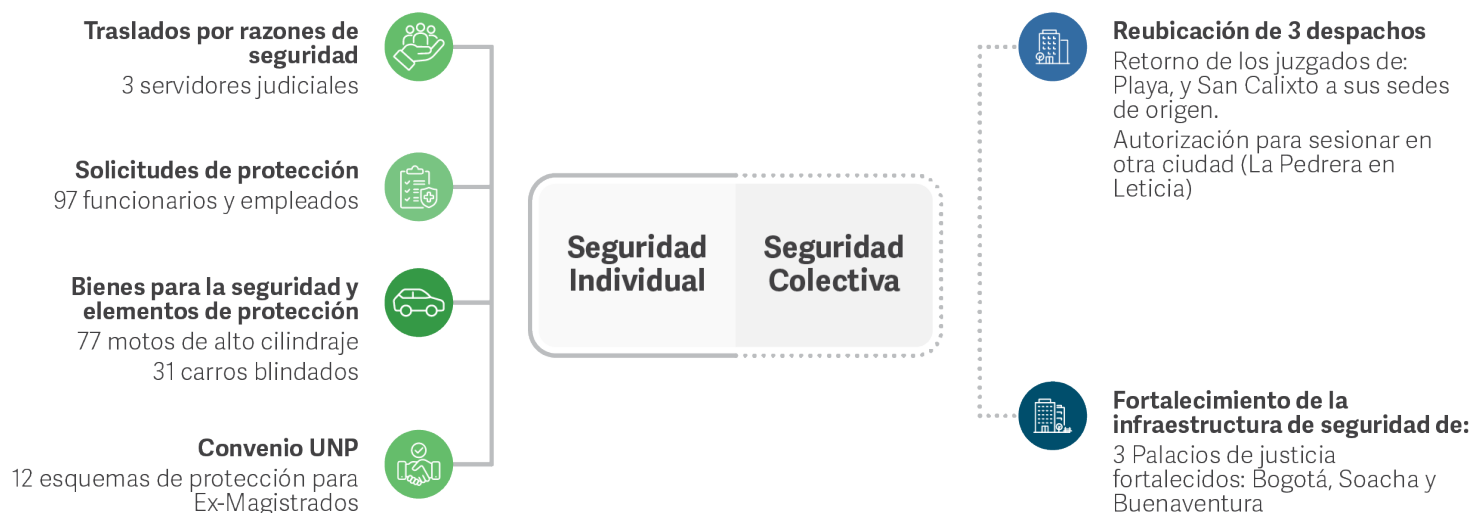 Traslados por razones de
seguridad
3 servidores judiciales
Solicitudes de protección
97 funcionarios y empleados
Bienes para la seguridad y
elementos de protección
77 motos de alto cilindraje
31 carros blindados
Convenio UNP
12 esquemas de protección para
Ex-Magistrados
Seguridad
Individual
Seguridad
Colectiva
Reubicación de 3 despachos
Retorno de los juzgados de:
Playa, y San Calixto a sus sedes
de origen.
Autorización para sesionar en
otra ciudad (La Pedrera en
Leticia)
Fortalecimiento de la
infraestructura de seguridad de:
3 Palacios de justicia
fortalecidos: Bogotá, Soacha y
Buenaventura